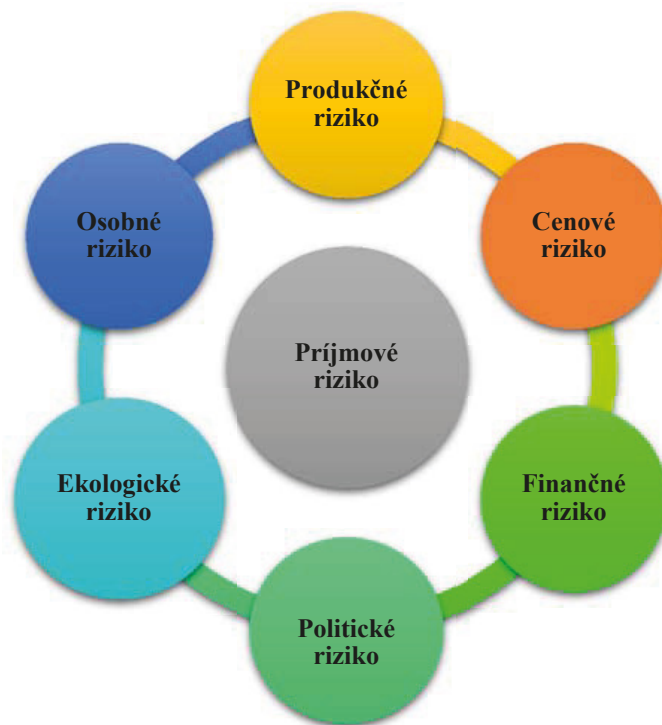 Produkčné
riziko
Cenové
riziko
Finančné
riziko
Politické
riziko
Ekologické
riziko
Osobné
riziko
Príjmové
riziko